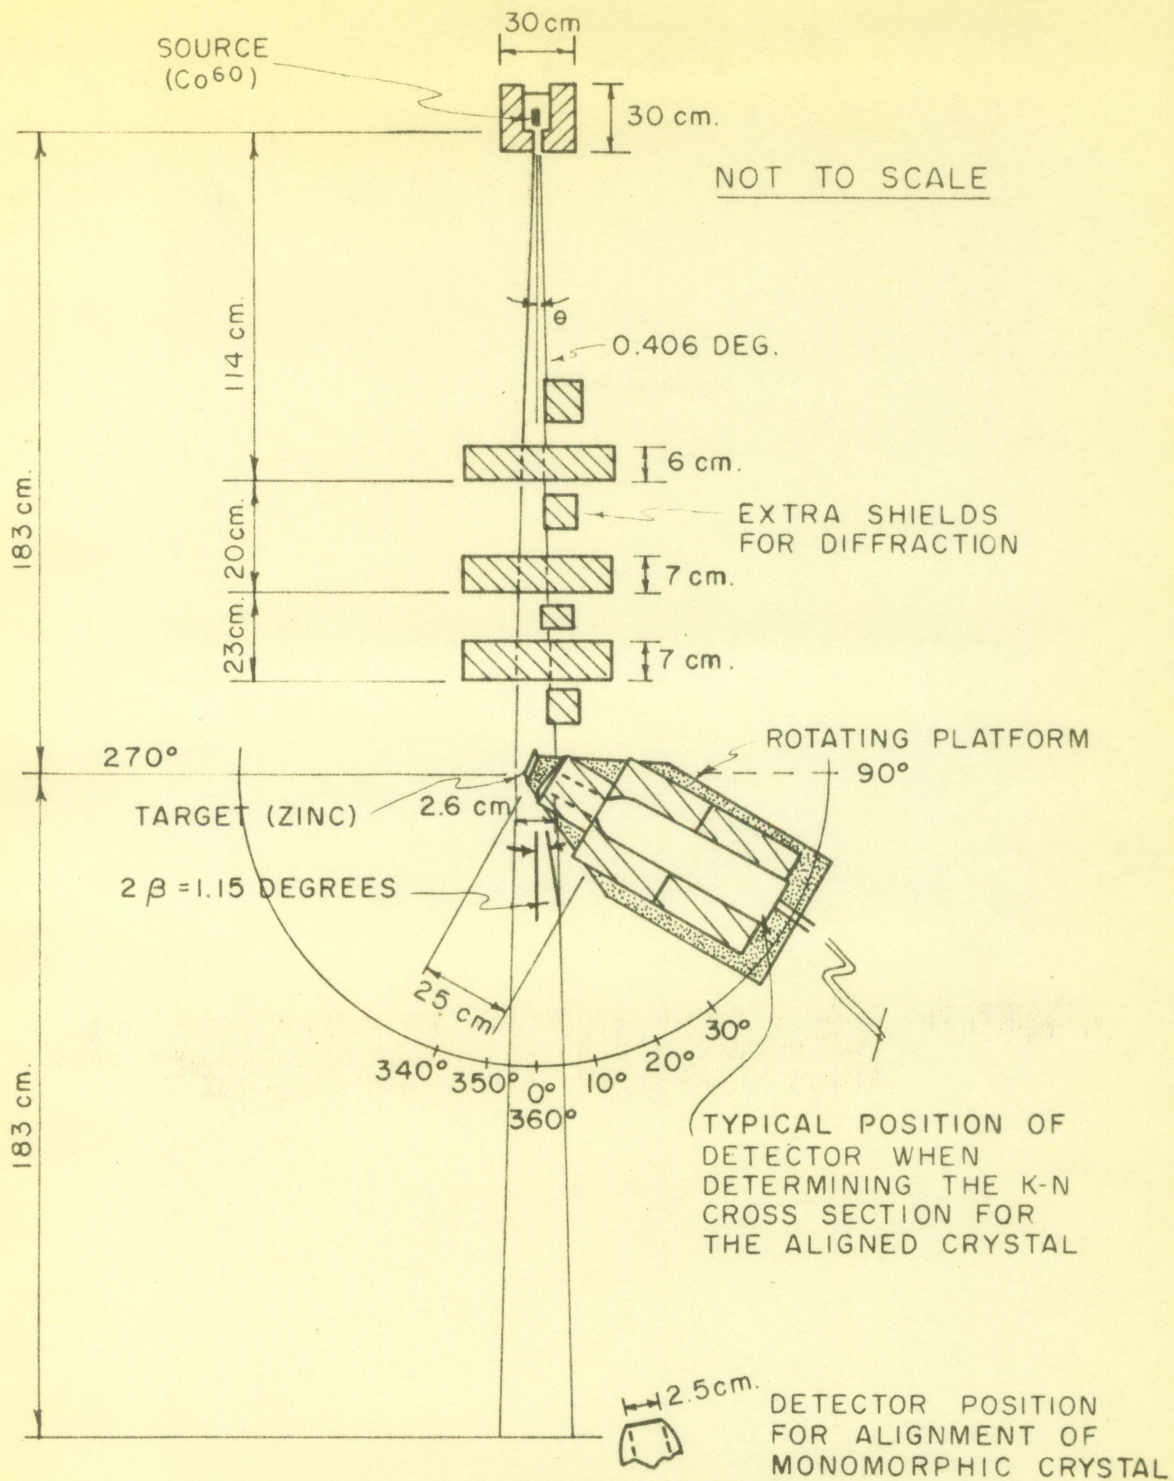 30 cm
SOURCE
(Co60)
30 cm.
NOT TO SCALE
θ
0.406 DEG.
114 cm.
183 cm.
6 cm.
EXTRA SHIELDS
FOR DIFFRACTION
20cm.
7 cm.
23cm.
7 cm.
ROTATING PLATFORM
270°
90°
TARGET (ZINC)
2.6 cm
2 β = 1.15 DEGREES
25 cm
30°
20°
340° 350° 0° 10°
360°
183 cm.
TYPICAL POSITION OF
DETECTOR WHEN
DETERMINING THE K-N
CROSS SECTION FOR
THE ALIGNED CRYSTAL
2.5cm.
DETECTOR POSITION
FOR ALIGNMENT OF
MONOMORPHIC CRYSTAL